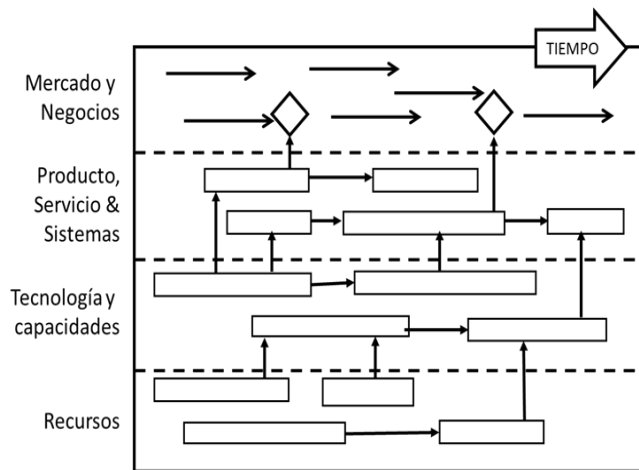 TIEMPO
Mercado y
Negocios
Producto,
Servicio &
Sistemas
Tecnología y
capacidades
Recursos